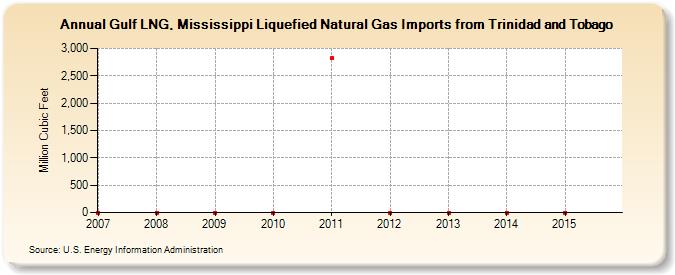 Annual Gulf LNG, Mississippi Liquefied Natural Gas Imports from Trinidad and Tobago
Million Cubic Feet
3,000
2,500
2,000
1,500
1,000
500
0
2007 2008 2009 2010 2011 2012 2013 2014 2015
Source: U.S. Energy Information Administration